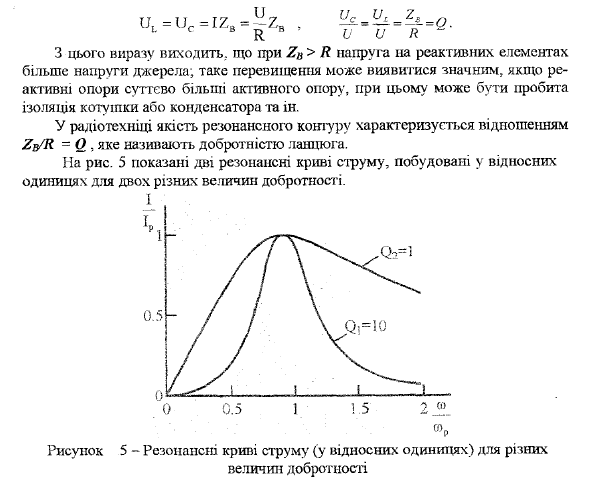 U_L = U_C = IZ_B = U/R Z_B , U_C/U = U_L/U = Z_B/R = Q .
З цього виразу виходить, що при Z_B > R напруга на реактивних елементах
більше напруги джерела; таке перевищення може виявитися значним, якщо ре-
активні опори суттєво більші активного опору, при цьому може бути пробита
ізоляція котушки або конденсатора та ін.
У радіотехніці якість резонансного контуру характеризується відношенням
Z_B/R = Q , яке називають добротністю ланцюга.
На рис. 5 показані дві резонансні криві струму, побудовані у відносних
одиницях для двох різних величин добротності.
I/I_р
1
Q₂=1
0.5
Q₁=10
0
0 0.5 1 1.5 2 ω/ω_р
Рисунок 5 – Резонансні криві струму (у відносних одиницях) для різних
величин добротності